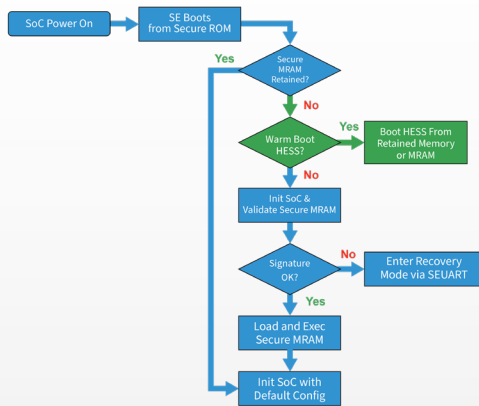 SoC Power On
SE Boots
from Secure ROM
Secure
MRAM
Retained?
Yes
No
Warm Boot
HESS?
Yes
Boot HESS From
Retained Memory
or MRAM
No
Init SoC &
Validate Secure MRAM
Signature
OK?
No
Enter Recovery
Mode via SEUART
Yes
Load and Exec
Secure MRAM
Init SoC with
Default Config